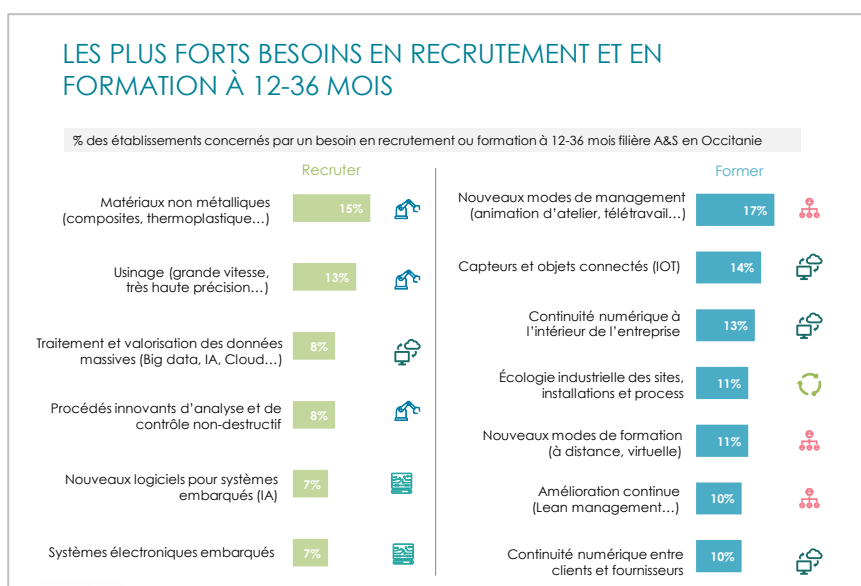 LES PLUS FORTS BESOINS EN RECRUTEMENT ET EN
FORMATION À 12-36 MOIS
% des établissements concernés par un besoin en recrutement ou formation à 12-36 mois filière A&S en Occitanie
Recruter
Matériaux non métalliques
(composites, thermoplastique…)
15%
Usinage (grande vitesse,
très haute précision…)
13%
Traitement et valorisation des données
massives (Big data, IA, Cloud…)
8%
Procédés innovants d’analyse et de
contrôle non-destructif
8%
Nouveaux logiciels pour systèmes
embarqués (IA)
7%
Systèmes électroniques embarqués
7%
Former
Nouveaux modes de management
(animation d’atelier, télétravail…)
17%
Capteurs et objets connectés (IOT)
14%
Continuité numérique à
l’intérieur de l’entreprise
13%
Écologie industrielle des sites,
installations et process
11%
Nouveaux modes de formation
(à distance, virtuelle)
11%
Amélioration continue
(Lean management…)
10%
Continuité numérique entre
clients et fournisseurs
10%